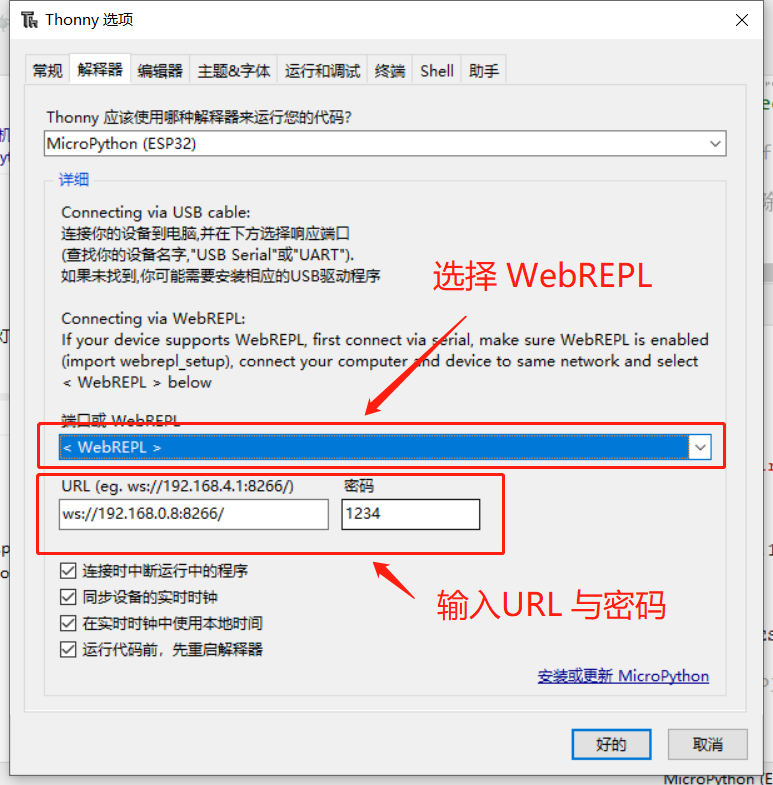 Thonny 选项
常规 解释器 编辑器 主题&字体 运行和调试 终端 Shell 助手
Thonny 应该使用哪种解释器来运行您的代码?
MicroPython (ESP32)
详细
Connecting via USB cable:
连接你的设备到电脑,并在下方选择响应端口
(查找你的设备名字,"USB Serial"或"UART").
如果未找到,你可能需要安装相应的USB驱动程序
选择 WebREPL
Connecting via WebREPL:
If your device supports WebREPL, first connect via serial, make sure WebREPL is enabled
(import webrepl_setup), connect your computer and device to same network and select
< WebREPL > below
端口或 WebREPL
< WebREPL >
URL (eg. ws://192.168.4.1:8266/) 密码
ws://192.168.0.8:8266/ 1234
连接时中断运行中的程序
同步设备的实时时钟
输入URL 与密码
在实时时钟中使用本地时间
运行代码前，先重启解释器
安装或更新 MicroPython
好的 取消
MicroPython (E